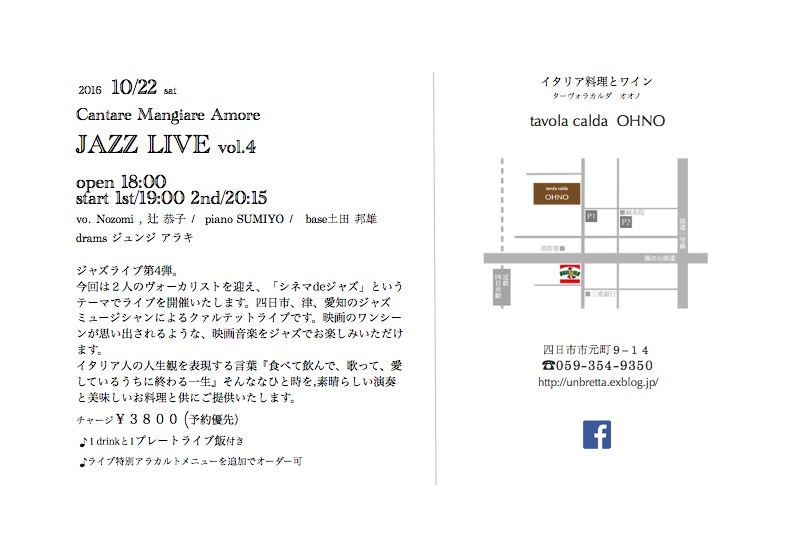 2016 10/22 sat
Cantare Mangiare Amore
JAZZ LIVE vol.4
open 18:00
start 1st/19:00 2nd/20:15
vo. Nozomi , 辻 恭子 / piano SUMIYO / base土田 邦雄
drams ジュンジ アラキ
ジャズライブ第4弾。
今回は２人のヴォーカリストを迎え、「シネマdeジャズ」という
テーマでライブを開催いたします。四日市、津、愛知のジャズ
ミュージシャンによるクァルテットライブです。映画のワンシー
ンが思い出されるような、映画音楽をジャズでお楽しみいただけ
ます。
イタリア人の人生観を表現する言葉『食べて飲んで、歌って、愛
しているうちに終わる一生』そんななひと時を,素晴らしい演奏
と美味しいお料理と供にご提供いたします。
チャージ￥３８００(予約優先）
♪１drinkと1プレートライブ飯付き
♪ライブ特別アラカルトメニューを追加でオーダー可
イタリア料理とワイン
ターヴォラカルダ オオノ
tavola calda OHNO
tavola calda
OHNO
P1
鍼灸院
P2
国道一号線
消防署
湯の山街道
近鉄
四日市駅
三重銀行
四日市市元町９−１４
☎059-354-9350
http://unbretta.exblog.jp/
f